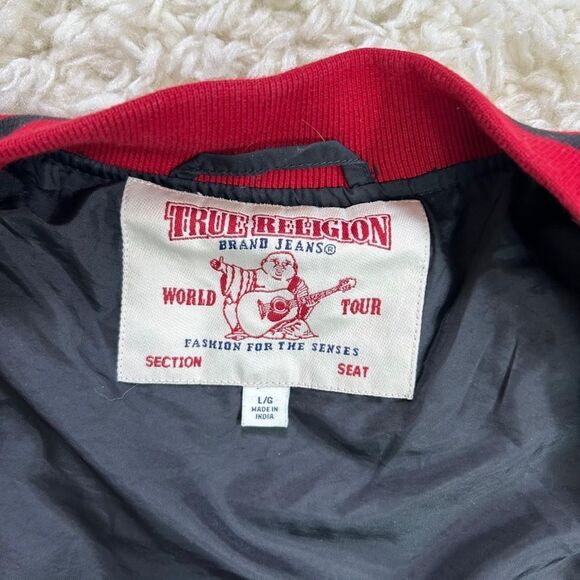 TRUE RELIGION
BRAND JEANS®
WORLD TOUR
FASHION FOR THE SENSES
SECTION SEAT
L/G
MADE IN
INDIA